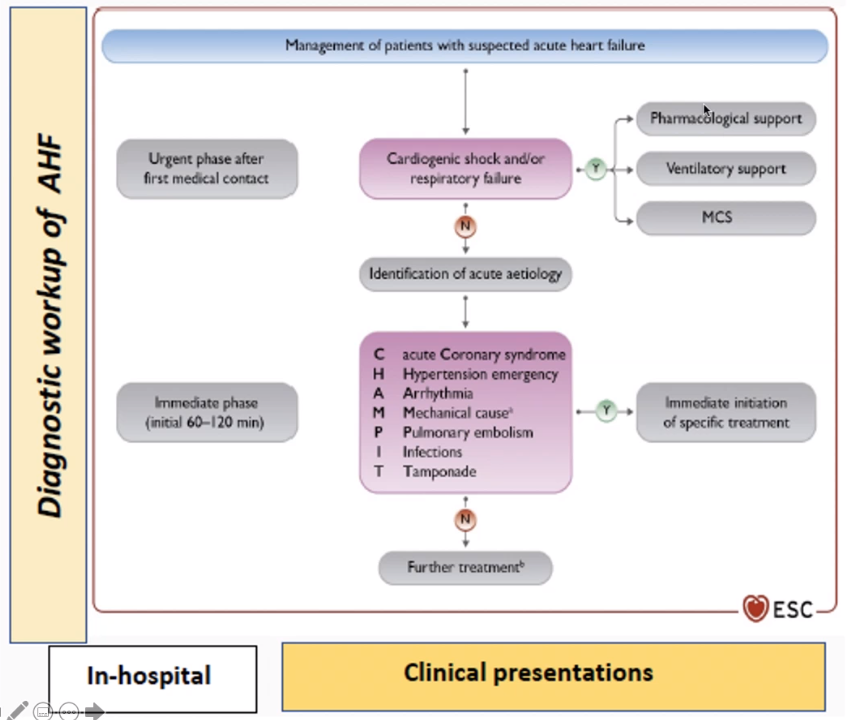 Diagnostic workup of AHF
Management of patients with suspected acute heart failure
Urgent phase after
first medical contact
Cardiogenic shock and/or
respiratory failure
Y
Pharmacological support
Ventilatory support
MCS
N
Identification of acute aetiology
Immediate phase
(initial 60–120 min)
C acute Coronary syndrome
H Hypertension emergency
A Arrhythmia
M Mechanical causeᵃ
P Pulmonary embolism
I Infections
T Tamponade
Y
Immediate initiation
of specific treatment
N
Further treatmentᵇ
ESC
In-hospital
Clinical presentations